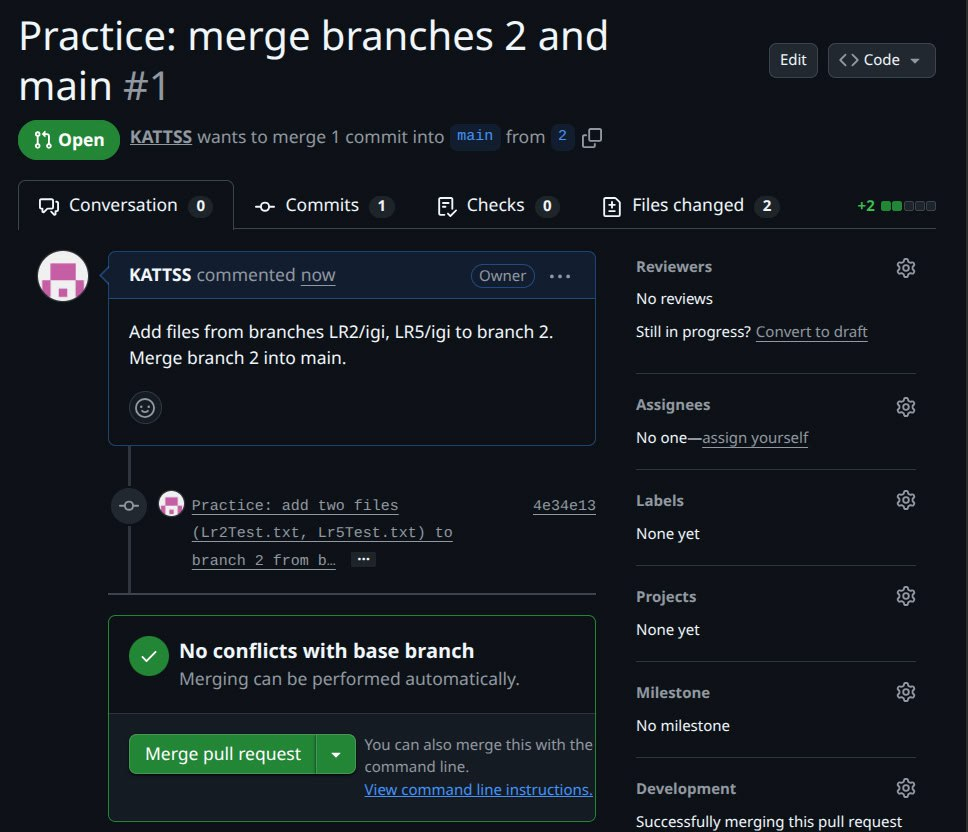 Practice: merge branches 2 and
main #1
Edit
<> Code
Open
KATTSS wants to merge 1 commit into main from 2
Conversation 0
Commits 1
Checks 0
Files changed 2
+2
KATTSS commented now
Owner
...
Add files from branches LR2/igi, LR5/igi to branch 2.
Merge branch 2 into main.
Practice: add two files
(Lr2Test.txt, Lr5Test.txt) to
branch 2 from b…
...
4e34e13
No conflicts with base branch
Merging can be performed automatically.
Merge pull request
You can also merge this with the
command line.
View command line instructions.
Reviewers
No reviews
Still in progress? Convert to draft
Assignees
No one—assign yourself
Labels
None yet
Projects
None yet
Milestone
No milestone
Development
Successfully merging this pull request